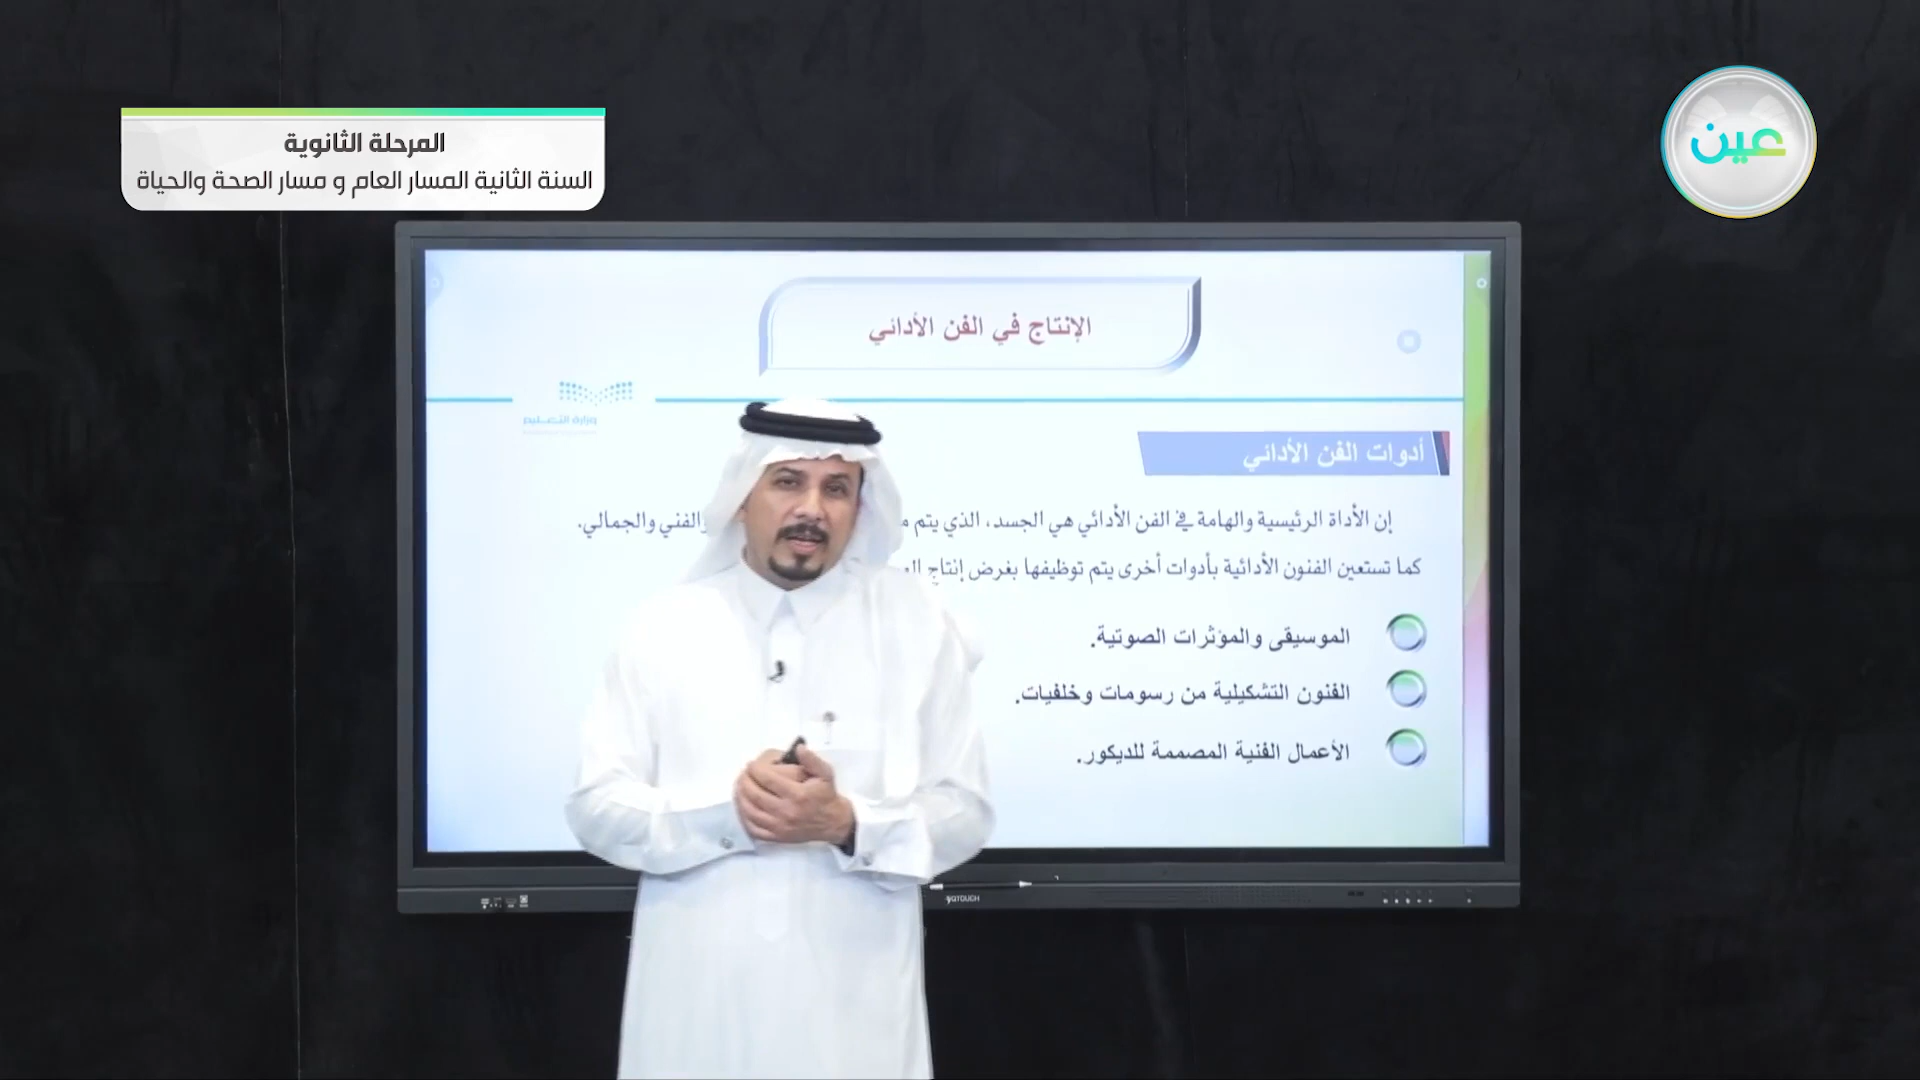 المرحلة الثانوية
السنة الثانية المسار العام و مسار الصحة والحياة
عين
الإنتاج في الفن الأدائي
وزارة التعليم
أدوات الفن الأدائي
إن الأداة الرئيسية والهامة في الفن الأدائي هي الجسد، الذي يتم والفني والجمالي.
كما تستعين الفنون الأدائية بأدوات أخرى يتم توظيفها بغرض إنتاج
الموسيقى والمؤثرات الصوتية.
الفنون التشكيلية من رسومات وخلفيات.
الأعمال الفنية المصممة للديكور.
IQTOUCH